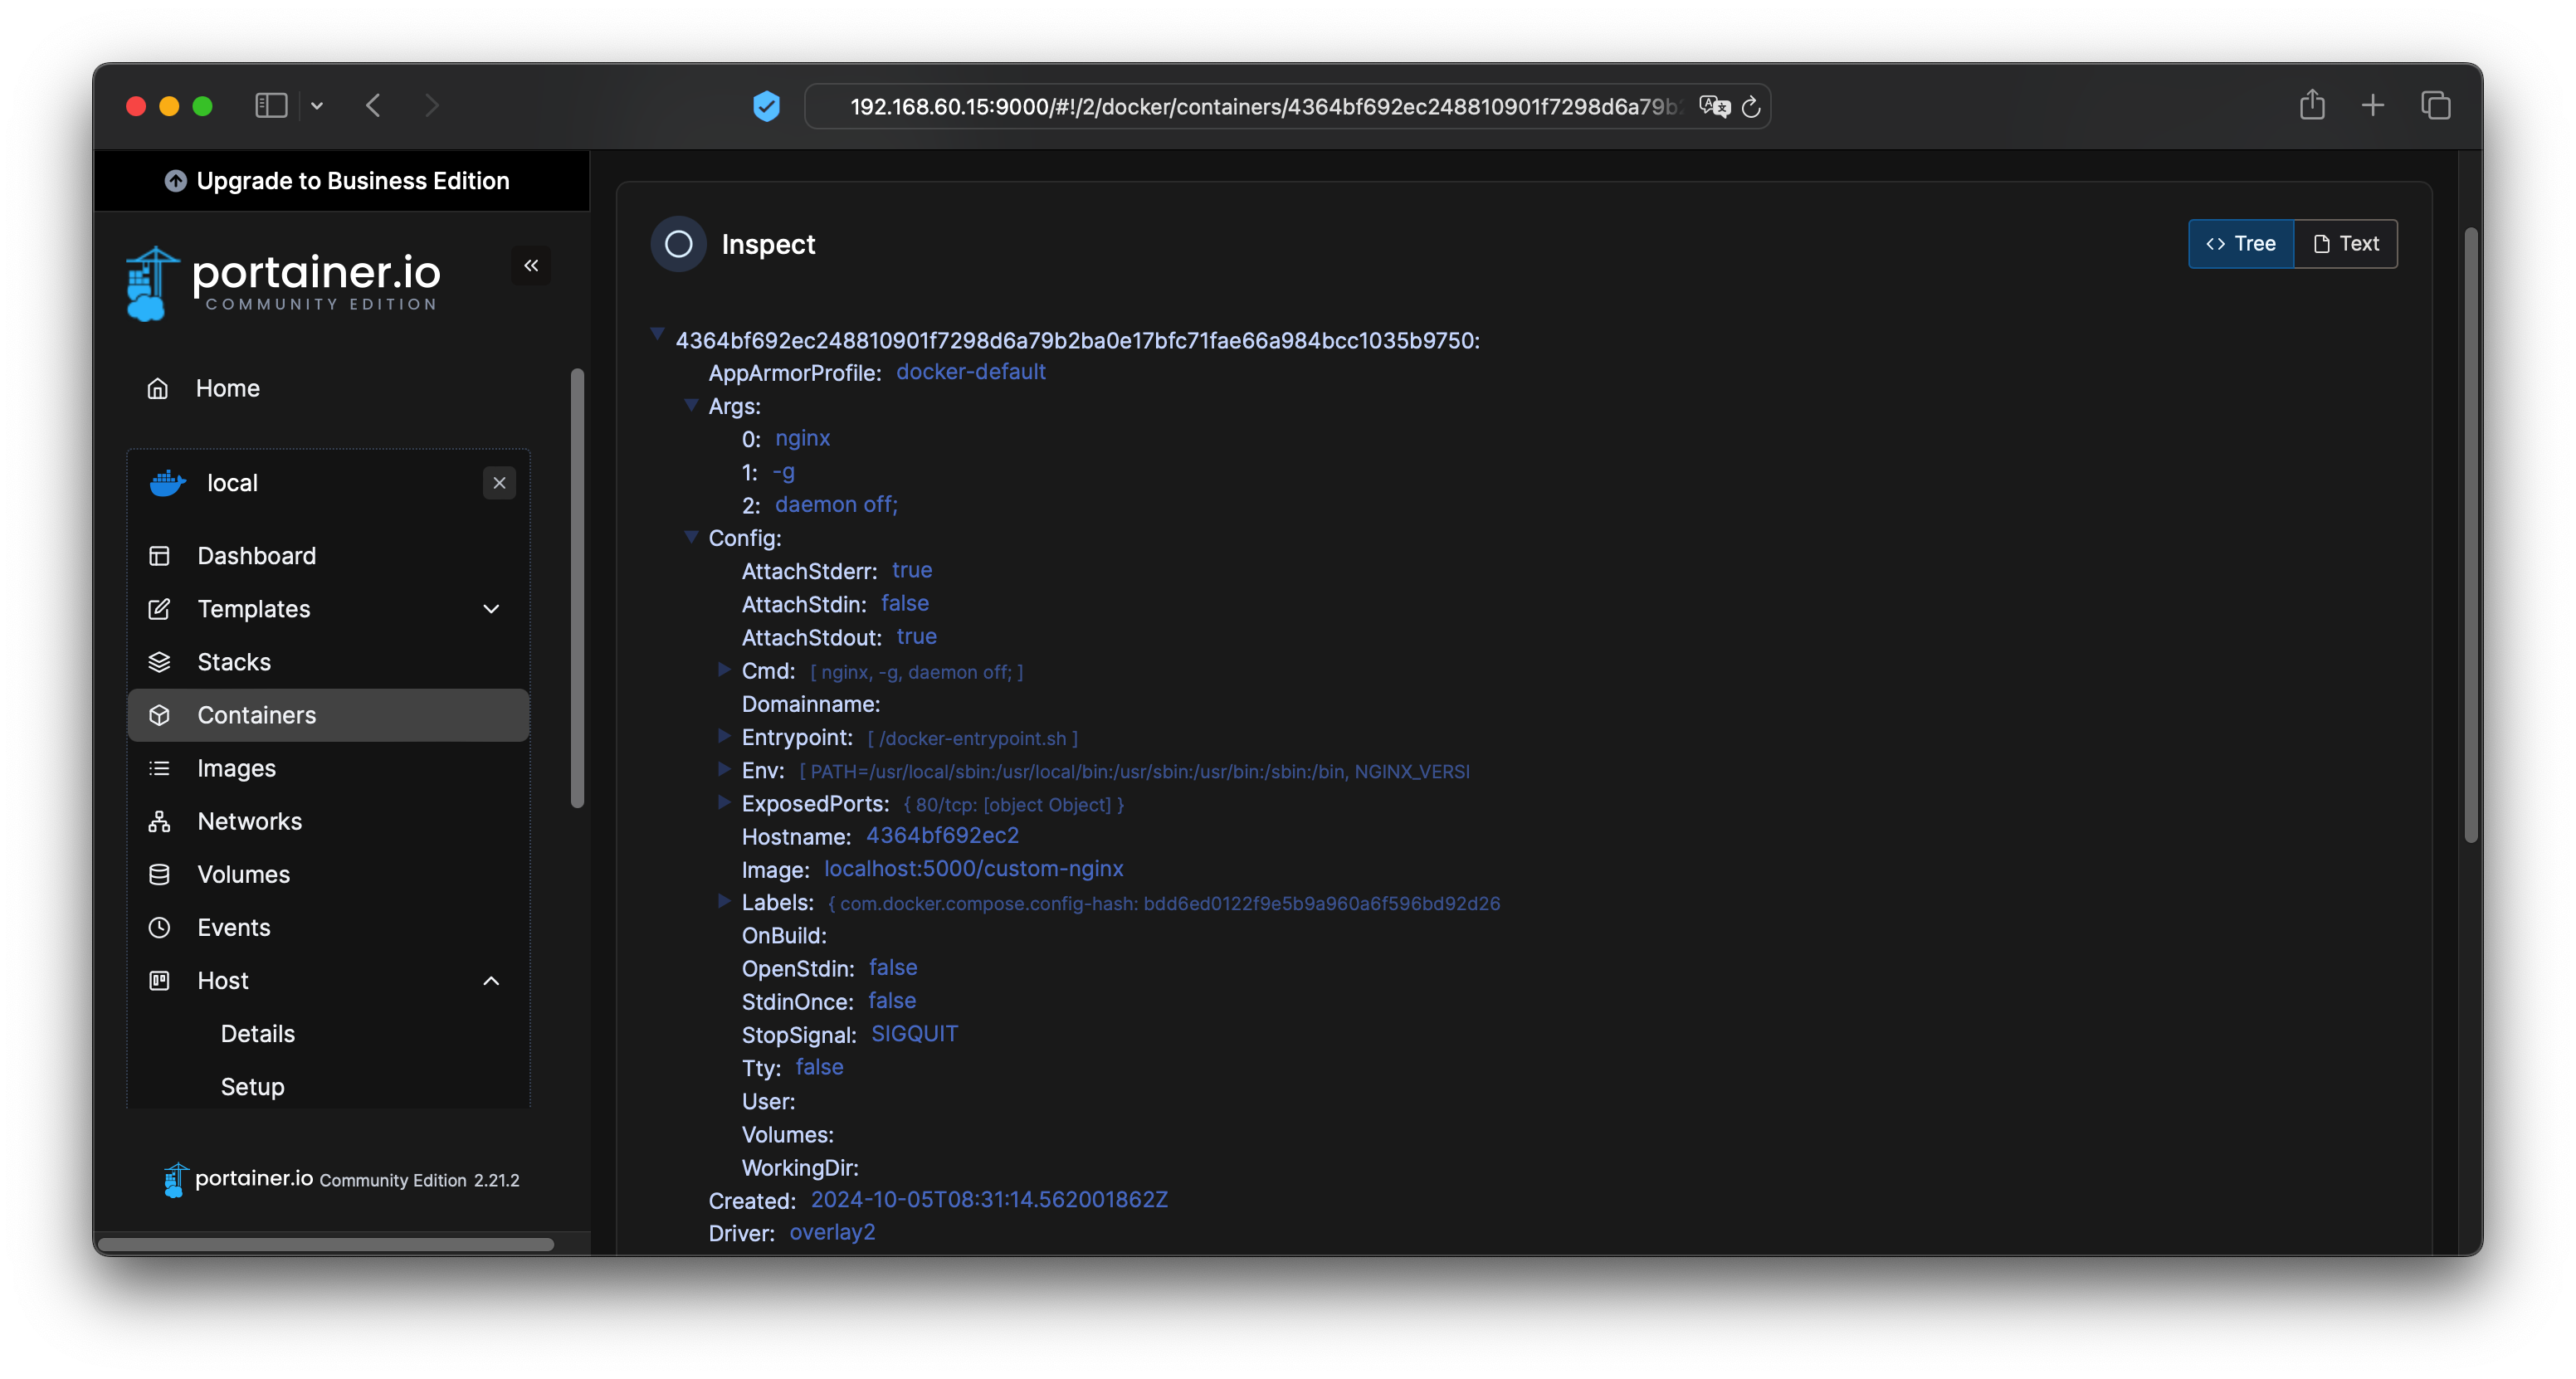 192.168.60.15:9000/#!/2/docker/containers/4364bf692ec248810901f7298d6a79b2
Upgrade to Business Edition
portainer.io
COMMUNITY EDITION
Home
local
Dashboard
Templates
Stacks
Containers
Images
Networks
Volumes
Events
Host
Details
Setup
portainer.io Community Edition 2.21.2
Inspect
Tree
Text
4364bf692ec248810901f7298d6a79b2ba0e17bfc71fae66a984bcc1035b9750:
AppArmorProfile: docker-default
Args:
0: nginx
1: -g
2: daemon off;
Config:
AttachStderr: true
AttachStdin: false
AttachStdout: true
Cmd: [ nginx, -g, daemon off; ]
Domainname:
Entrypoint: [ /docker-entrypoint.sh ]
Env: [ PATH=/usr/local/sbin:/usr/local/bin:/usr/sbin:/usr/bin:/sbin:/bin, NGINX_VERSI
ExposedPorts: { 80/tcp: [object Object] }
Hostname: 4364bf692ec2
Image: localhost:5000/custom-nginx
Labels: { com.docker.compose.config-hash: bdd6ed0122f9e5b9a960a6f596bd92d26
OnBuild:
OpenStdin: false
StdinOnce: false
StopSignal: SIGQUIT
Tty: false
User:
Volumes:
WorkingDir:
Created: 2024-10-05T08:31:14.562001862Z
Driver: overlay2